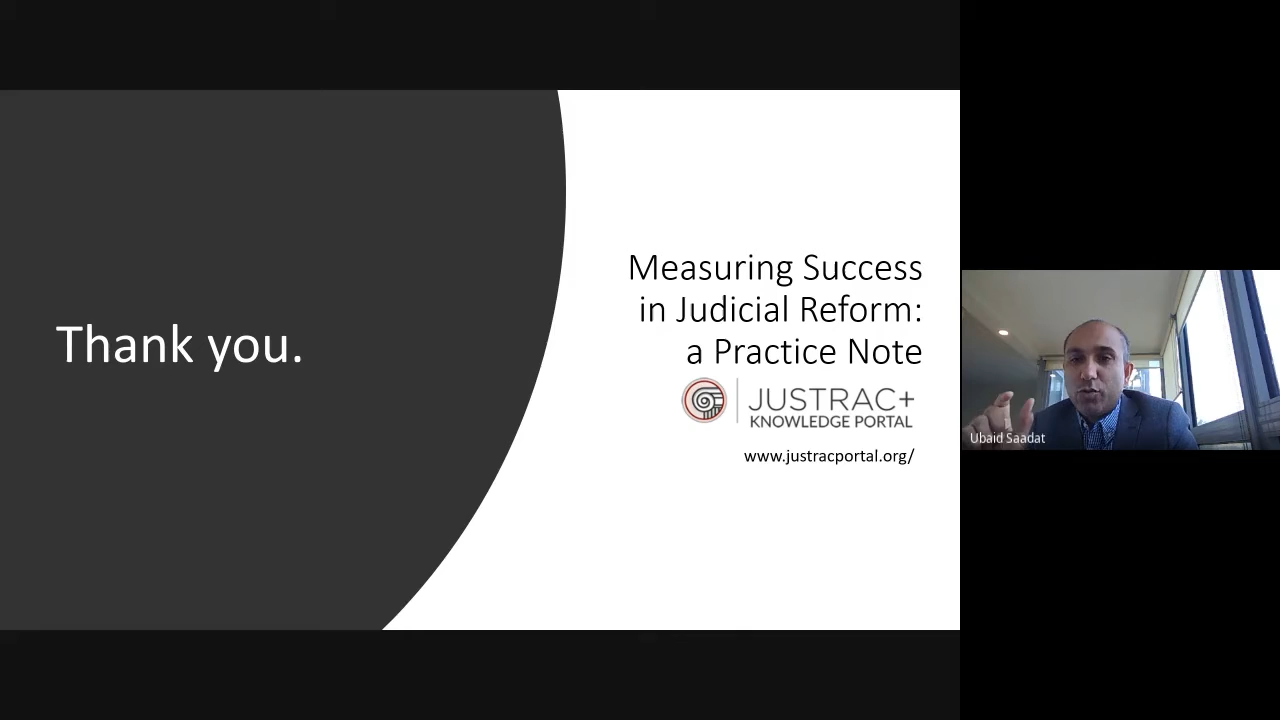 Thank you.
Measuring Success
in Judicial Reform:
a Practice Note
JUSTRAC+
KNOWLEDGE PORTAL
www.justracportal.org/
Ubaid Saadat